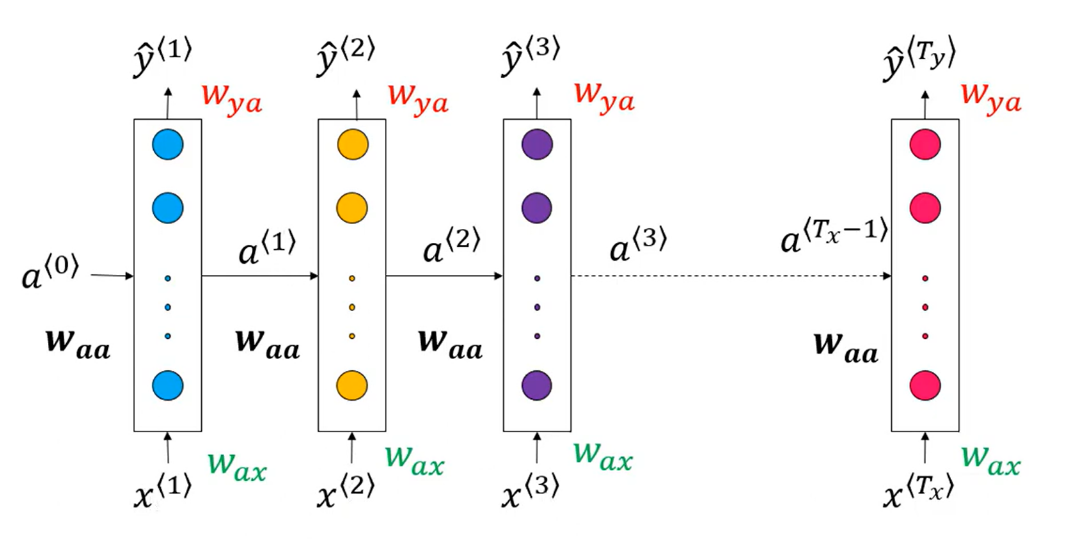 ŷ⟨1⟩ ŷ⟨2⟩ ŷ⟨3⟩ ŷ⟨T_y⟩
w_ya w_ya w_ya w_ya
a⟨0⟩ a⟨1⟩ a⟨2⟩ a⟨3⟩ a⟨T_x−1⟩
w_aa w_aa w_aa w_aa
w_ax w_ax w_ax w_ax
x⟨1⟩ x⟨2⟩ x⟨3⟩ x⟨T_x⟩